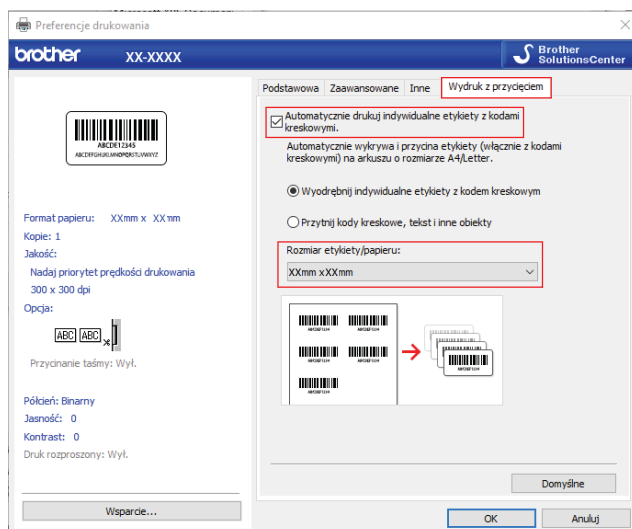 Preferencje drukowania
brother XX-XXXX
Brother
SolutionsCenter
Podstawowa Zaawansowane Inne Wydruk z przycięciem
ABCDE12345
ABCDEFGHIJKLMNOPQRSTUVWXYZ
Format papieru: XXmm x XXmm
Kopie: 1
Jakość:
Nadaj priorytet prędkości drukowania
300 x 300 dpi
Opcja:
ABC ABC
Przycinanie taśmy: Wył.
Półcień: Binarny
Jasność: 0
Kontrast: 0
Druk rozproszony: Wył.
Wsparcie...
Automatycznie drukuj indywidualne etykiety z kodami
kreskowymi.
Automatycznie wykrywa i przycina etykiety (włącznie z kodami
kreskowymi) na arkuszu o rozmiarze A4/Letter.
Wyodrębnij indywidualne etykiety z kodem kreskowym
Przytnij kody kreskowe, tekst i inne obiekty
Rozmiar etykiety/papieru:
XXmm xXXmm
Domyślne
OK Anuluj